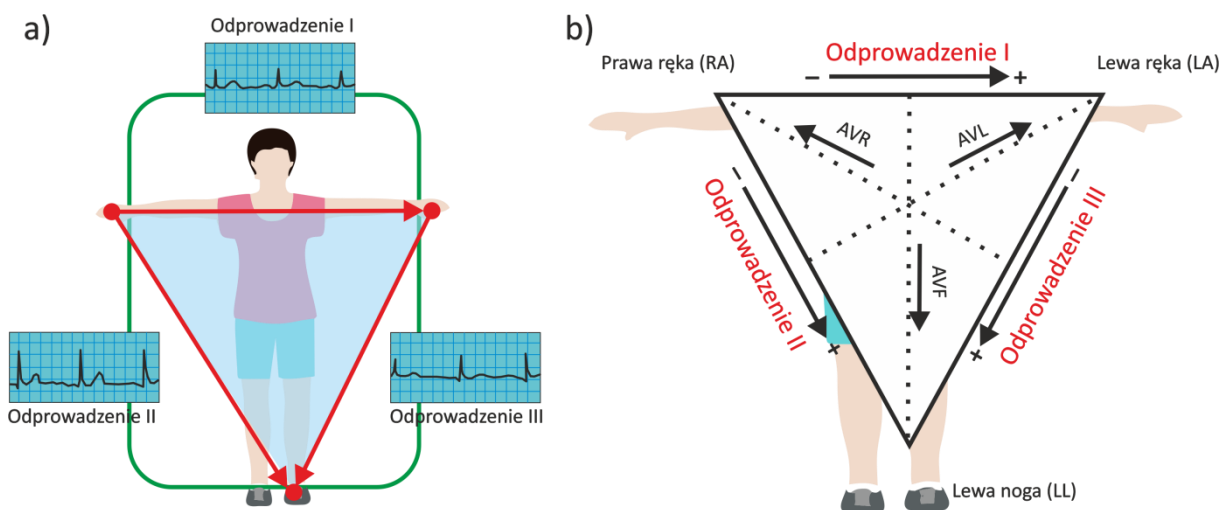 a)
Odprowadzenie I
Odprowadzenie II
Odprowadzenie III
b)
Odprowadzenie I
Prawa ręka (RA)
– +
Lewa ręka (LA)
AVR
AVL
–
–
Odprowadzenie II
Odprowadzenie III
AVF
+
+
Lewa noga (LL)